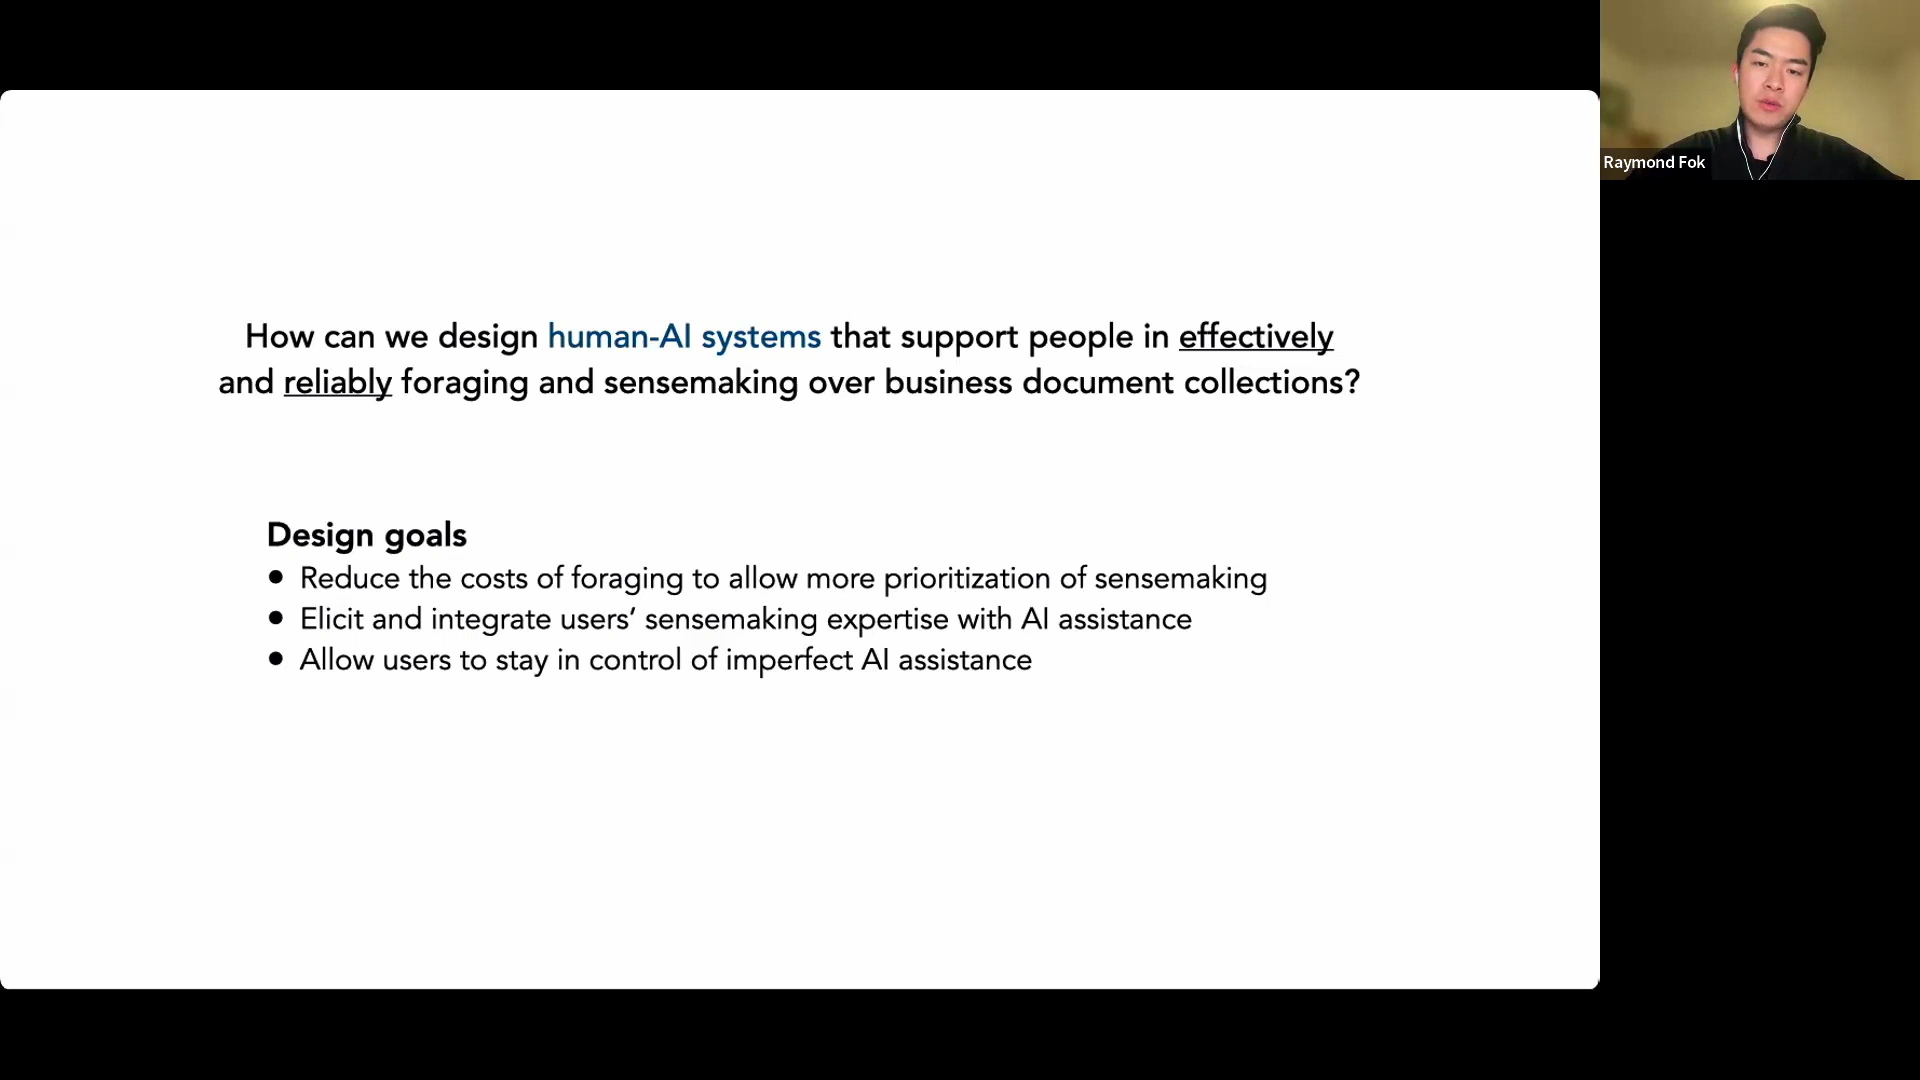 Raymond Fok
How can we design human-AI systems that support people in effectively
and reliably foraging and sensemaking over business document collections?
Design goals
● Reduce the costs of foraging to allow more prioritization of sensemaking
● Elicit and integrate users’ sensemaking expertise with AI assistance
● Allow users to stay in control of imperfect AI assistance